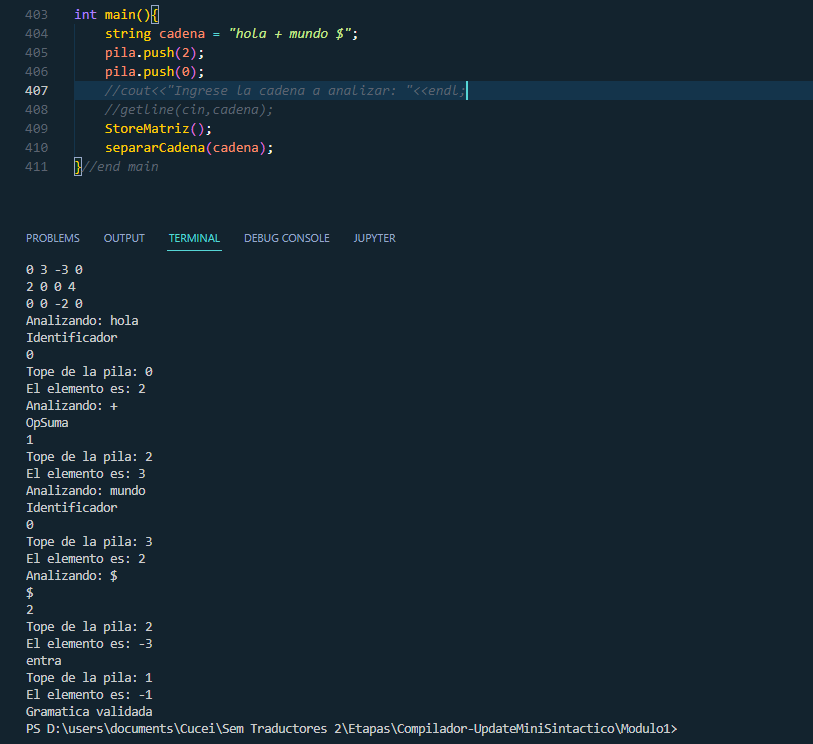 403 int main(){
404 string cadena = "hola + mundo $";
405 pila.push(2);
406 pila.push(0);
407 //cout<<"Ingrese la cadena a analizar: "<<endl;
408 //getline(cin,cadena);
409 StoreMatriz();
410 separarCadena(cadena);
411 }//end main
PROBLEMS OUTPUT TERMINAL DEBUG CONSOLE JUPYTER
0 3 -3 0
2 0 0 4
0 0 -2 0
Analizando: hola
Identificador
0
Tope de la pila: 0
El elemento es: 2
Analizando: +
OpSuma
1
Tope de la pila: 2
El elemento es: 3
Analizando: mundo
Identificador
0
Tope de la pila: 3
El elemento es: 2
Analizando: $
$
2
Tope de la pila: 2
El elemento es: -3
entra
Tope de la pila: 1
El elemento es: -1
Gramatica validada
PS D:\users\documents\Cucei\Sem Traductores 2\Etapas\Compilador-UpdateMiniSintactico\Modulo1>